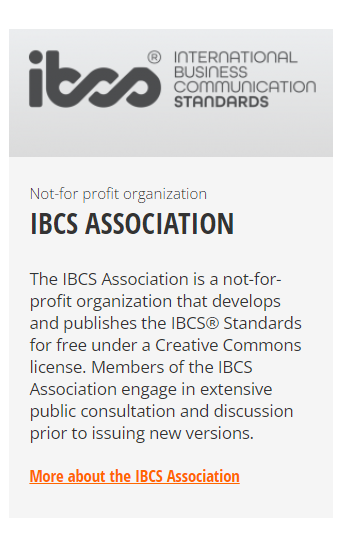 ibcs® INTERNATIONAL
BUSINESS
COMMUNICATION
STANDARDS
Not-for profit organization
IBCS ASSOCIATION
The IBCS Association is a not-for-
profit organization that develops
and publishes the IBCS® Standards
for free under a Creative Commons
license. Members of the IBCS
Association engage in extensive
public consultation and discussion
prior to issuing new versions.
More about the IBCS Association